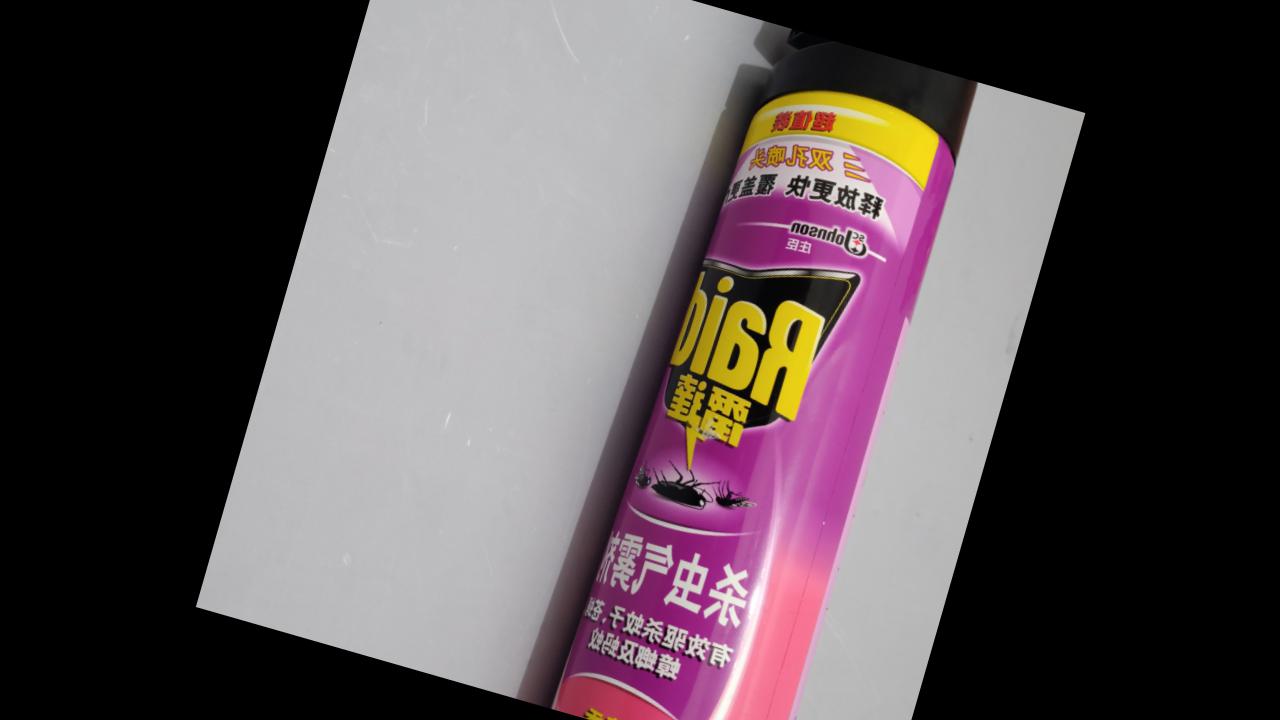 超值装
双孔喷头
释放更快 覆盖更
SC Johnson
庄臣
Raid
雷达
杀虫气雾剂
有效驱杀蚊子、苍蝇
蟑螂及蚂蚁